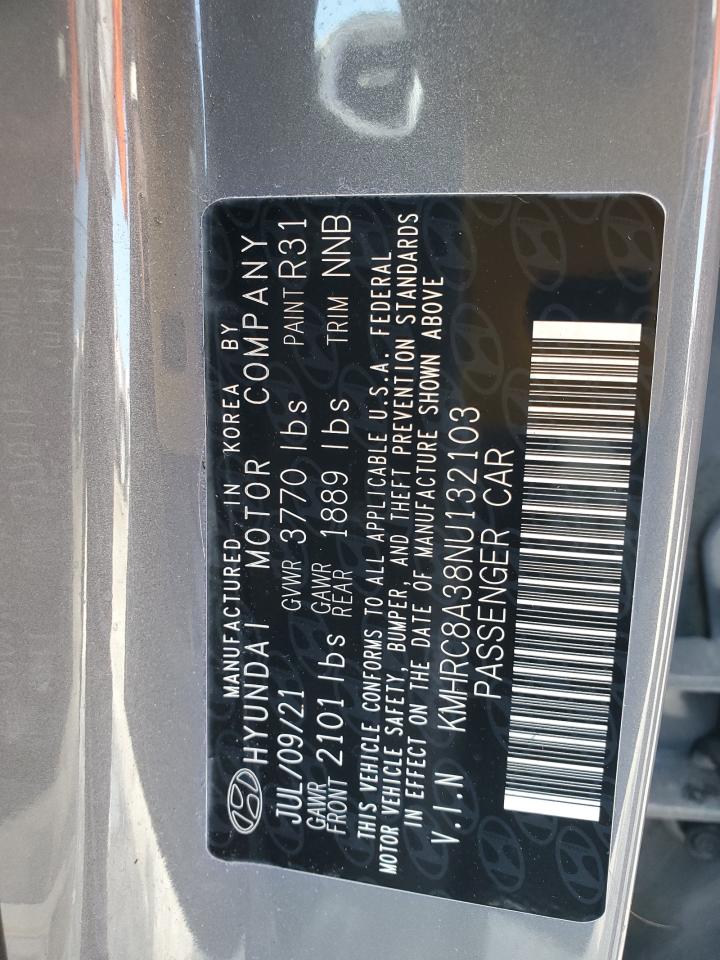 MANUFACTURED IN KOREA BY
HYUNDAI MOTOR COMPANY
JUL/09/21 GVWR 3770 lbs PAINT R31
GAWR FRONT 2101 lbs GAWR REAR 1889 lbs TRIM NNB
THIS VEHICLE CONFORMS TO ALL APPLICABLE U.S.A. FEDERAL
MOTOR VEHICLE SAFETY, BUMPER, AND THEFT PREVENTION STANDARDS
IN EFFECT ON THE DATE OF MANUFACTURE SHOWN ABOVE
V.I.N KMHRC8A38NU132103
PASSENGER CAR